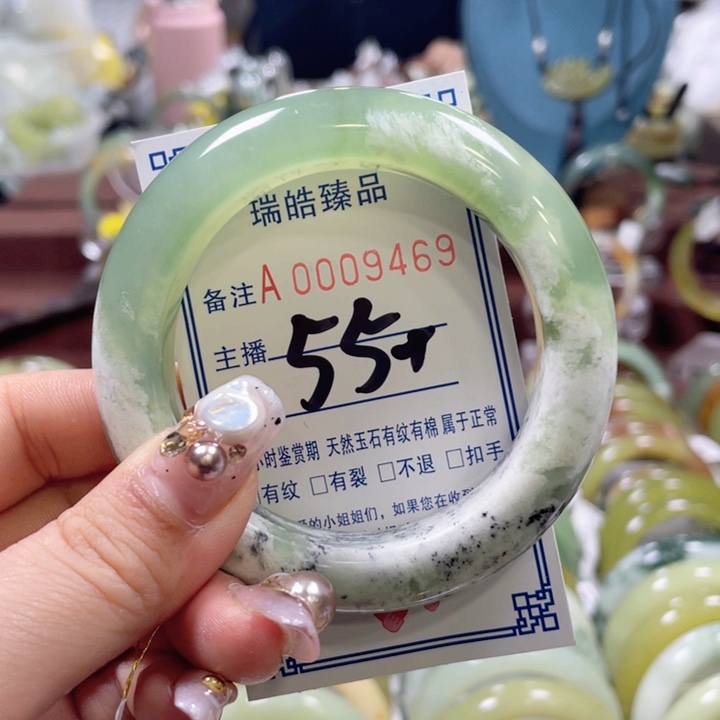 瑞皓臻品
备注 A 0009469
主播 55+
小时鉴赏期 天然玉石有纹有棉 属于正常
有纹 □有裂 □不退 □扣手
的小姐姐们，如果您在收到